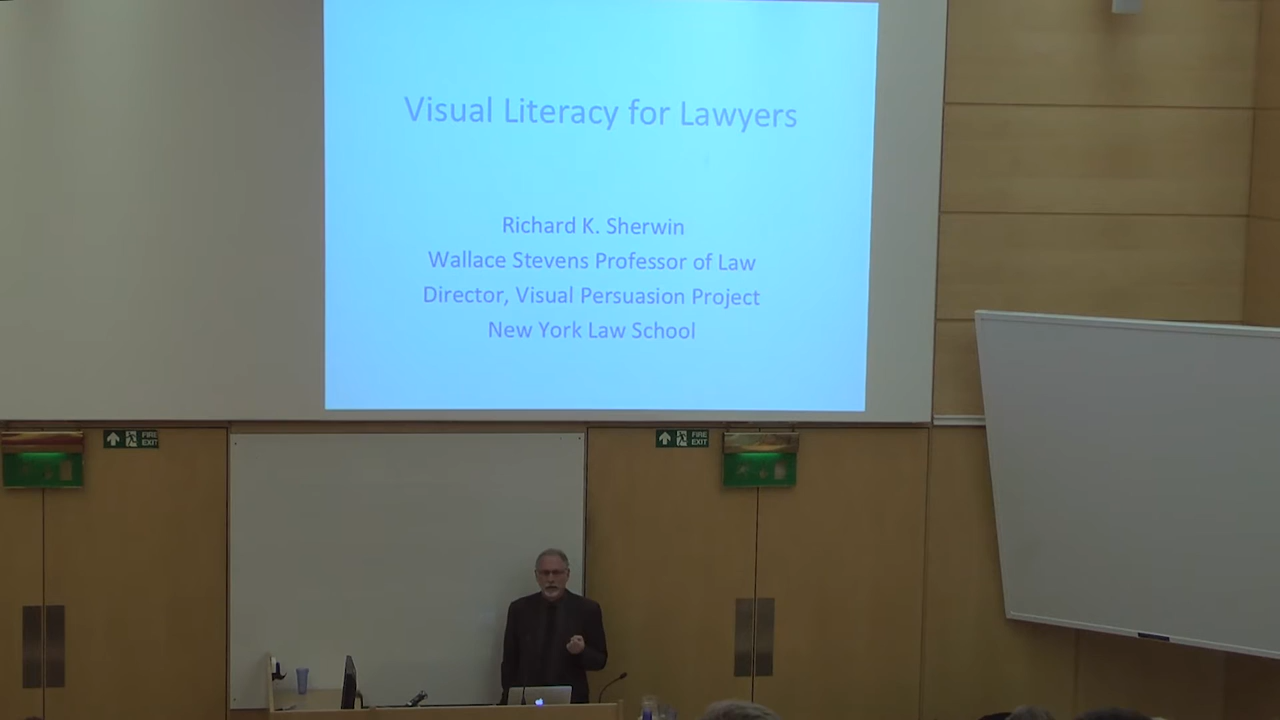 Visual Literacy for Lawyers
Richard K. Sherwin
Wallace Stevens Professor of Law
Director, Visual Persuasion Project
New York Law School
FIRE
EXIT
FIRE
EXIT